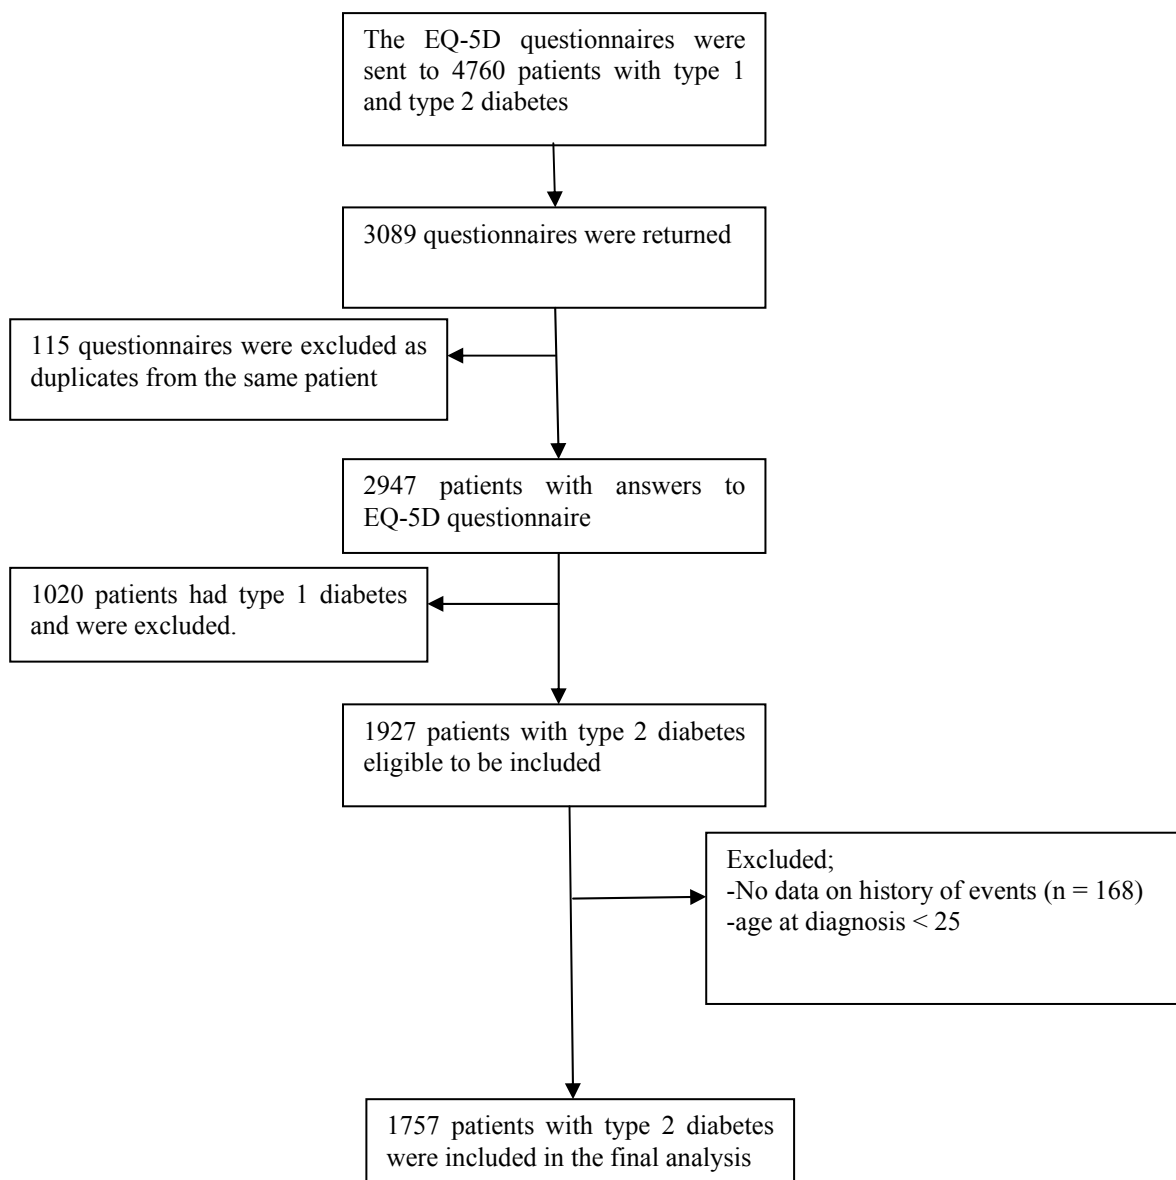 The EQ-5D questionnaires were
sent to 4760 patients with type 1
and type 2 diabetes
3089 questionnaires were returned
115 questionnaires were excluded as
duplicates from the same patient
2947 patients with answers to
EQ-5D questionnaire
1020 patients had type 1 diabetes
and were excluded.
1927 patients with type 2 diabetes
eligible to be included
Excluded;
-No data on history of events (n = 168)
-age at diagnosis < 25
1757 patients with type 2 diabetes
were included in the final analysis